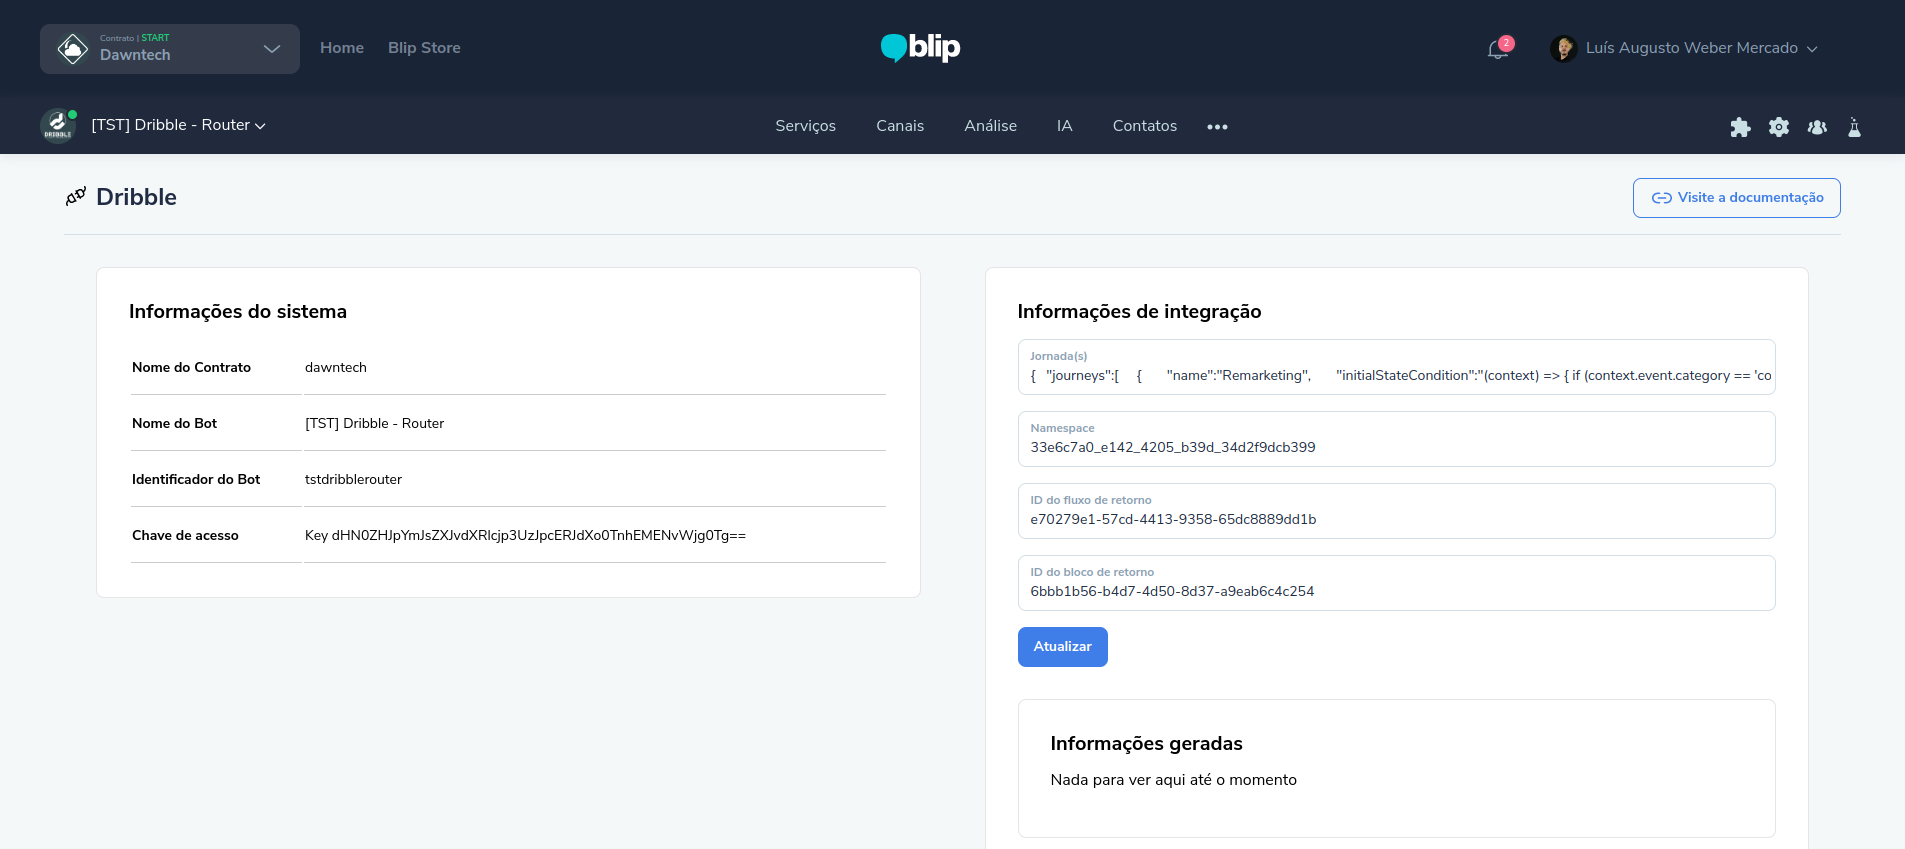 Contrato | START
Dawntech
Home
Blip Store
blip
2
Luís Augusto Weber Mercado
DRIBBLE
[TST] Dribble - Router
Serviços
Canais
Análise
IA
Contatos
Dribble
Visite a documentação
Informações do sistema
Nome do Contrato dawntech
Nome do Bot [TST] Dribble - Router
Identificador do Bot tstdribblerouter
Chave de acesso Key dHN0ZHJpYmJsZXJvdXRlcjp3UzJpcERJdXo0TnhEMENvWjg0Tg==
Informações de integração
Jornada(s)
{ "journeys":[ { "name":"Remarketing", "initialStateCondition":"(context) => { if (context.event.category == 'co
Namespace
33e6c7a0_e142_4205_b39d_34d2f9dcb399
ID do fluxo de retorno
e70279e1-57cd-4413-9358-65dc8889dd1b
ID do bloco de retorno
6bbb1b56-b4d7-4d50-8d37-a9eab6c4c254
Atualizar
Informações geradas
Nada para ver aqui até o momento